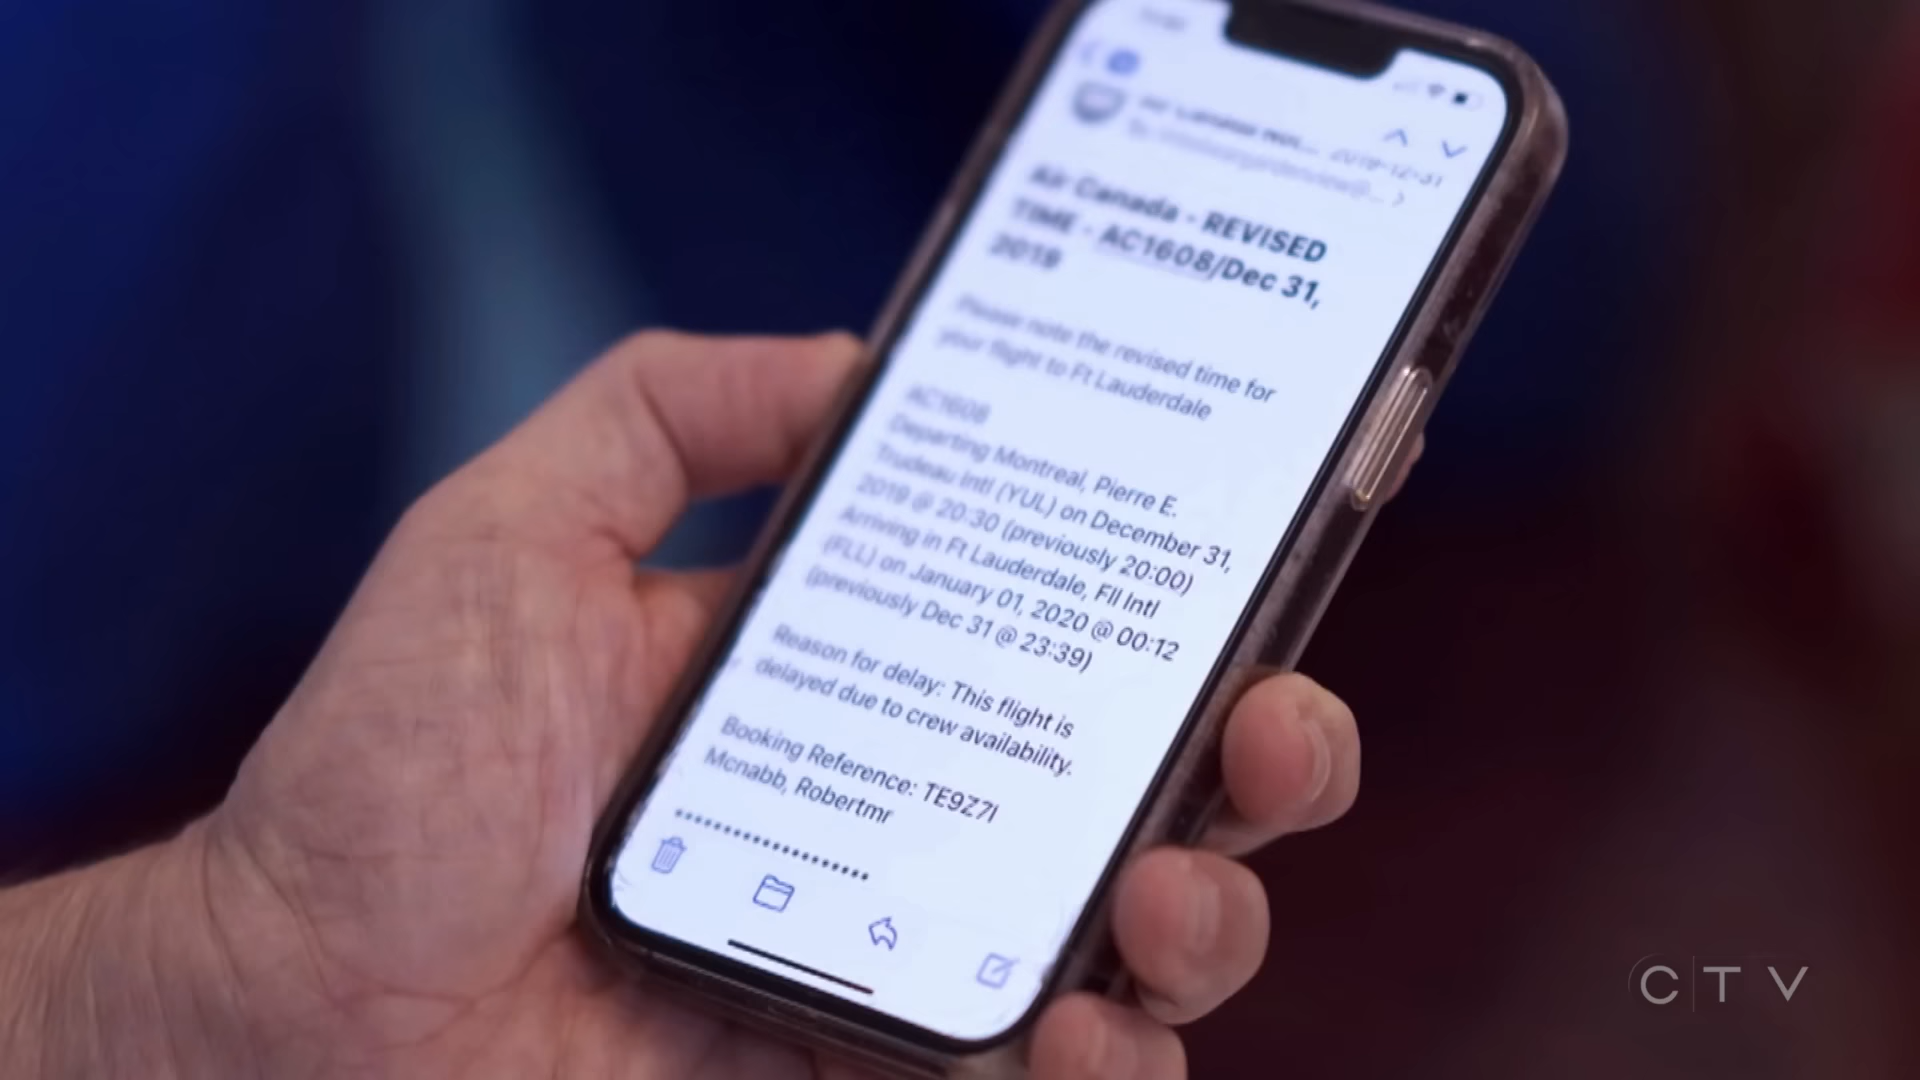 Air Canada - REVISED
TIME - AC1608/Dec 31,
2019
Please note the revised time for
your flight to Ft Lauderdale
AC1608
Departing Montreal, Pierre E.
Trudeau Intl (YUL) on December 31,
2019 @ 20:30 (previously 20:00)
Arriving in Ft Lauderdale, Fll Intl
(FLL) on January 01, 2020 @ 00:12
(previously Dec 31 @ 23:39)
Reason for delay: This flight is
delayed due to crew availability.
Booking Reference: TE9Z7I
Mcnabb, Robertmr
********************
CTV